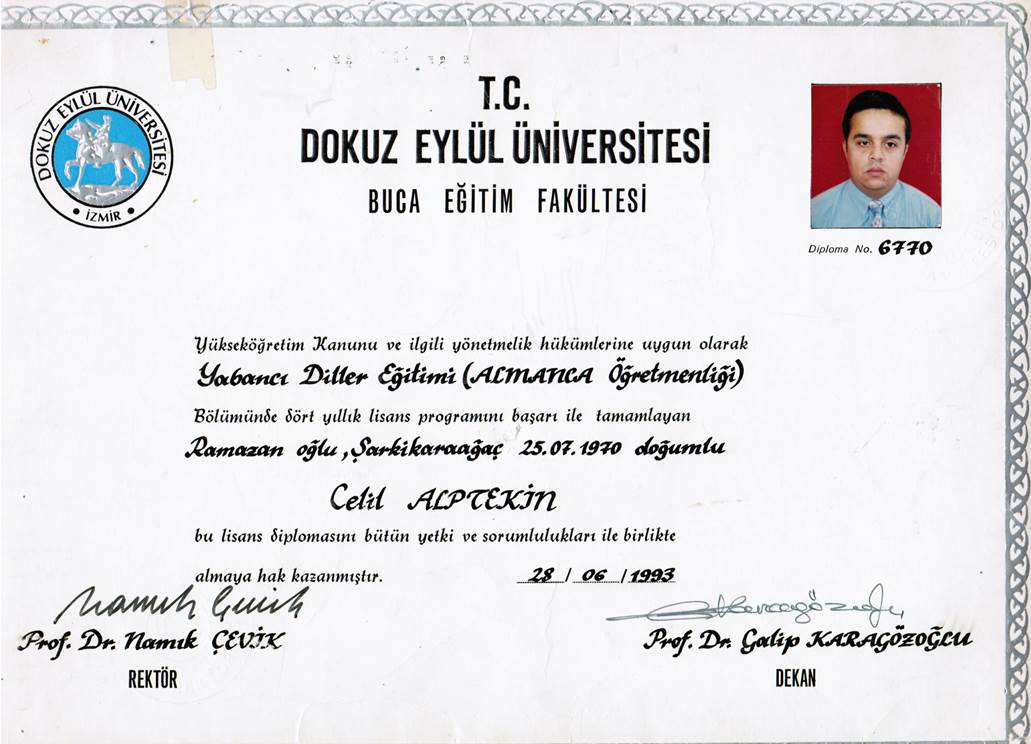 T.C.
DOKUZ EYLÜL ÜNİVERSİTESİ
BUCA EĞİTİM FAKÜLTESİ
DOKUZ EYLÜL ÜNİVERSİTESİ
• İZMİR •
Diploma No. 6770
Yükseköğretim Kanunu ve ilgili yönetmelik hükümlerine uygun olarak
Yabancı Diller Eğitimi (ALMANCA Öğretmenliği)
Bölümünde dört yıllık lisans programını başarı ile tamamlayan
Ramazan oğlu, Şarkikaraağaç 25.07.1970 doğumlu
Celil ALPTEKİN
bu lisans diplomasını bütün yetki ve sorumlulukları ile birlikte
almaya hak kazanmıştır. 28 / 06 / 1993
Namık Çevik
Prof. Dr. Namık ÇEVİK
REKTÖR
Prof. Dr. Galip KARAGÖZOĞLU
DEKAN